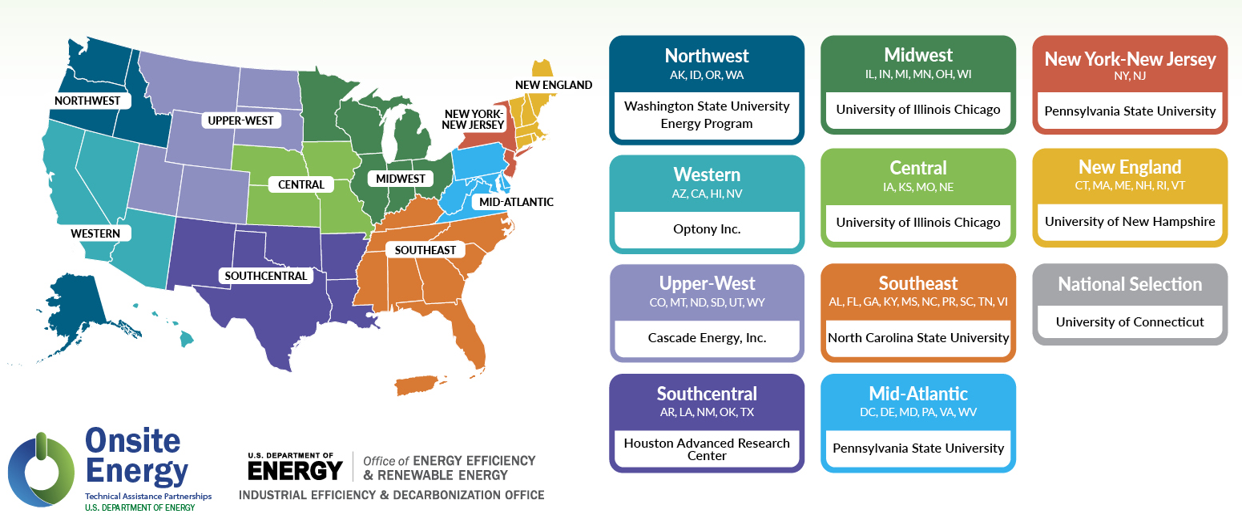 NEW ENGLAND
NORTHWEST
NEW YORK-
NEW JERSEY
UPPER-WEST
CENTRAL
MIDWEST
MID-ATLANTIC
WESTERN
SOUTHEAST
SOUTHCENTRAL
Onsite
Energy
Technical Assistance Partnerships
U.S. DEPARTMENT OF ENERGY
U.S. DEPARTMENT OF
ENERGY
Office of ENERGY EFFICIENCY
& RENEWABLE ENERGY
INDUSTRIAL EFFICIENCY & DECARBONIZATION OFFICE
Northwest
AK, ID, OR, WA
Washington State University
Energy Program
Midwest
IL, IN, MI, MN, OH, WI
University of Illinois Chicago
New York-New Jersey
NY, NJ
Pennsylvania State University
Western
AZ, CA, HI, NV
Optony Inc.
Central
IA, KS, MO, NE
University of Illinois Chicago
New England
CT, MA, ME, NH, RI, VT
University of New Hampshire
Upper-West
CO, MT, ND, SD, UT, WY
Cascade Energy, Inc.
Southeast
AL, FL, GA, KY, MS, NC, PR, SC, TN, VI
North Carolina State University
National Selection
University of Connecticut
Southcentral
AR, LA, NM, OK, TX
Houston Advanced Research
Center
Mid-Atlantic
DC, DE, MD, PA, VA, WV
Pennsylvania State University